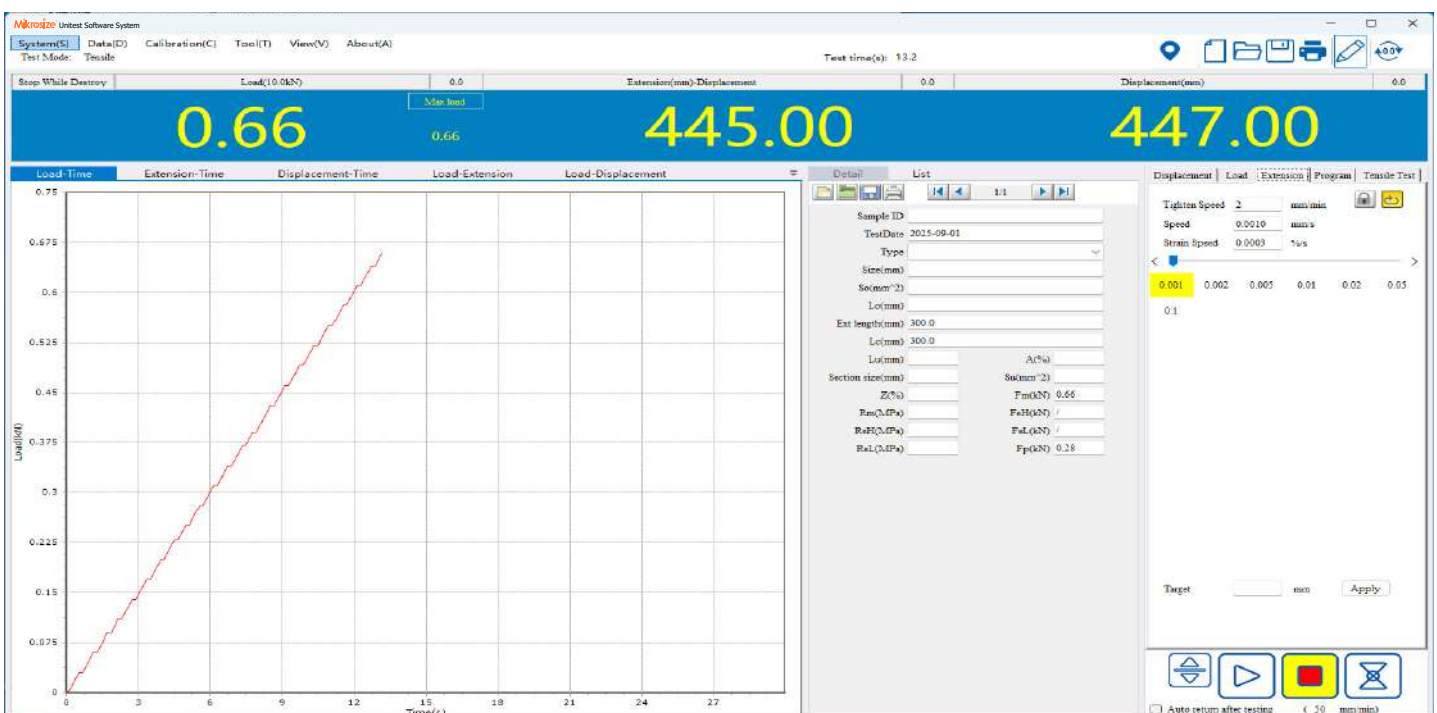 Mikrosize Unitest Software System
System(S) Data(D) Calibration(C) Tool(T) View(V) About(A)
Test Mode: Tensile Test time(s): 13.2
Stop While Destroy Load(10.0kN) 0.0 Extension(mm)-Displacement 0.0 Displacement(mm) 0.0
0.66 Max load 0.66 445.00 447.00
Load-Time Extension-Time Displacement-Time Load-Extension Load-Displacement
0.75
0.675
0.6
0.525
0.45
0.375
0.3
0.225
0.15
0.075
0
Load(kN)
0 3 6 9 12 15 18 21 24 27
Time(s)
Detail List
1/1
Sample ID
TestDate 2025-09-01
Type
Size(mm)
So(mm^2)
Lo(mm)
Ext length(mm) 300.0
Lc(mm) 300.0
Lu(mm) A(%)
Section size(mm) Su(mm^2)
Z(%) Fm(kN) 0.66
Rm(MPa) FeH(kN) /
ReH(MPa) FeL(kN) /
ReL(MPa) Fp(kN) 0.28
Displacement Load Extension Program Tensile Test
Tighten Speed 2 mm/min
Speed 0.0010 mm/s
Strain Speed 0.0003 %/s
< >
0.001 0.002 0.005 0.01 0.02 0.05
0.1
Target mm Apply
Auto return after testing ( 50 mm/min)